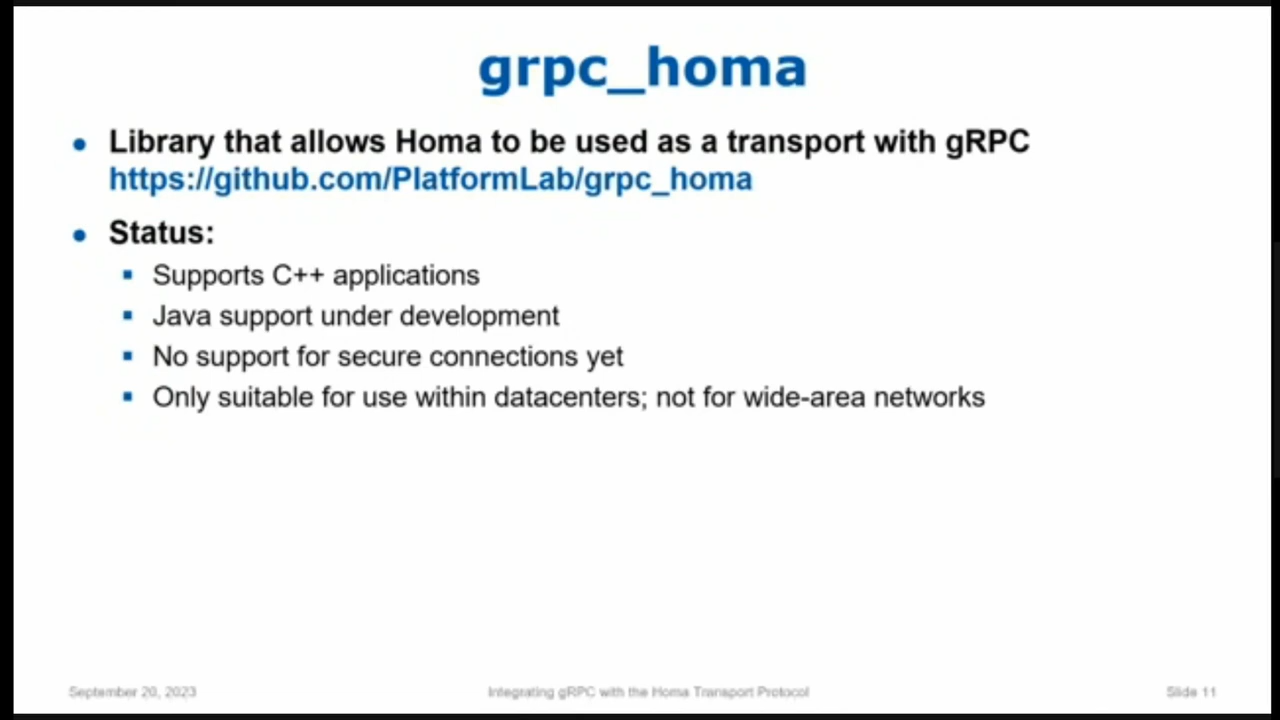 grpc_homa
• Library that allows Homa to be used as a transport with gRPC
https://github.com/PlatformLab/grpc_homa
• Status:
▪ Supports C++ applications
▪ Java support under development
▪ No support for secure connections yet
▪ Only suitable for use within datacenters; not for wide-area networks
September 20, 2023
Integrating gRPC with the Homa Transport Protocol
Slide 11